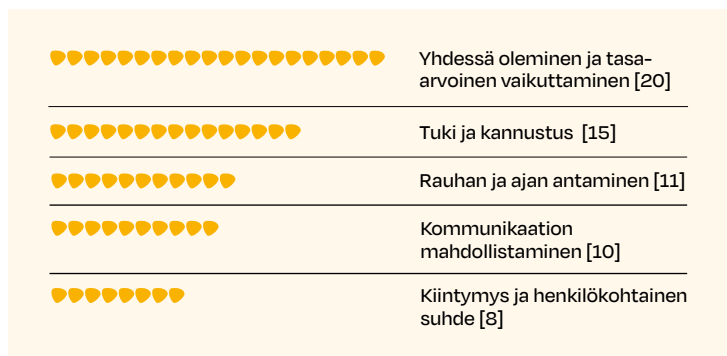 Yhdessä oleminen ja tasa-
arvoinen vaikuttaminen [20]
Tuki ja kannustus [15]
Rauhan ja ajan antaminen [11]
Kommunikaation
mahdollistaminen [10]
Kiintymys ja henkilökohtainen
suhde [8]